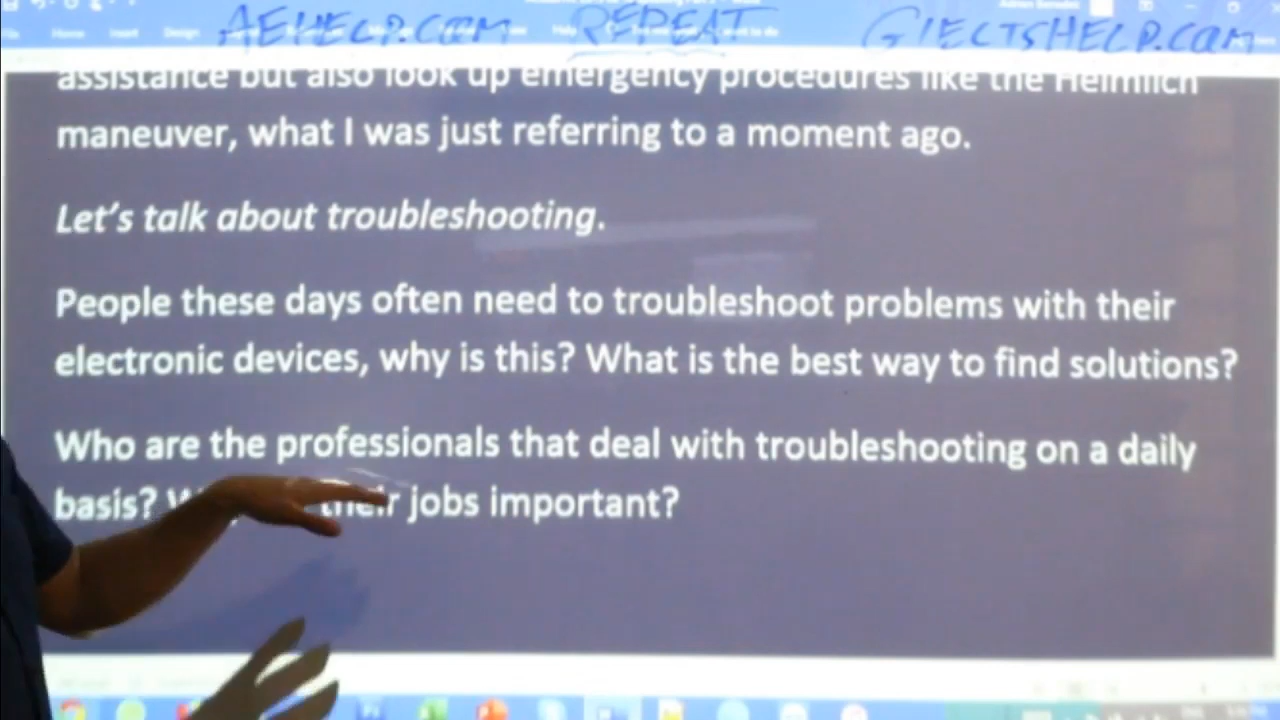 AEHELP.COM REPEAT GIELTSHELP.COM
Home Insert Design
assistance but also look up emergency procedures like the Heimlich
maneuver, what I was just referring to a moment ago.
Let's talk about troubleshooting.
People these days often need to troubleshoot problems with their
electronic devices, why is this? What is the best way to find solutions?
Who are the professionals that deal with troubleshooting on a daily
basis? their jobs important?